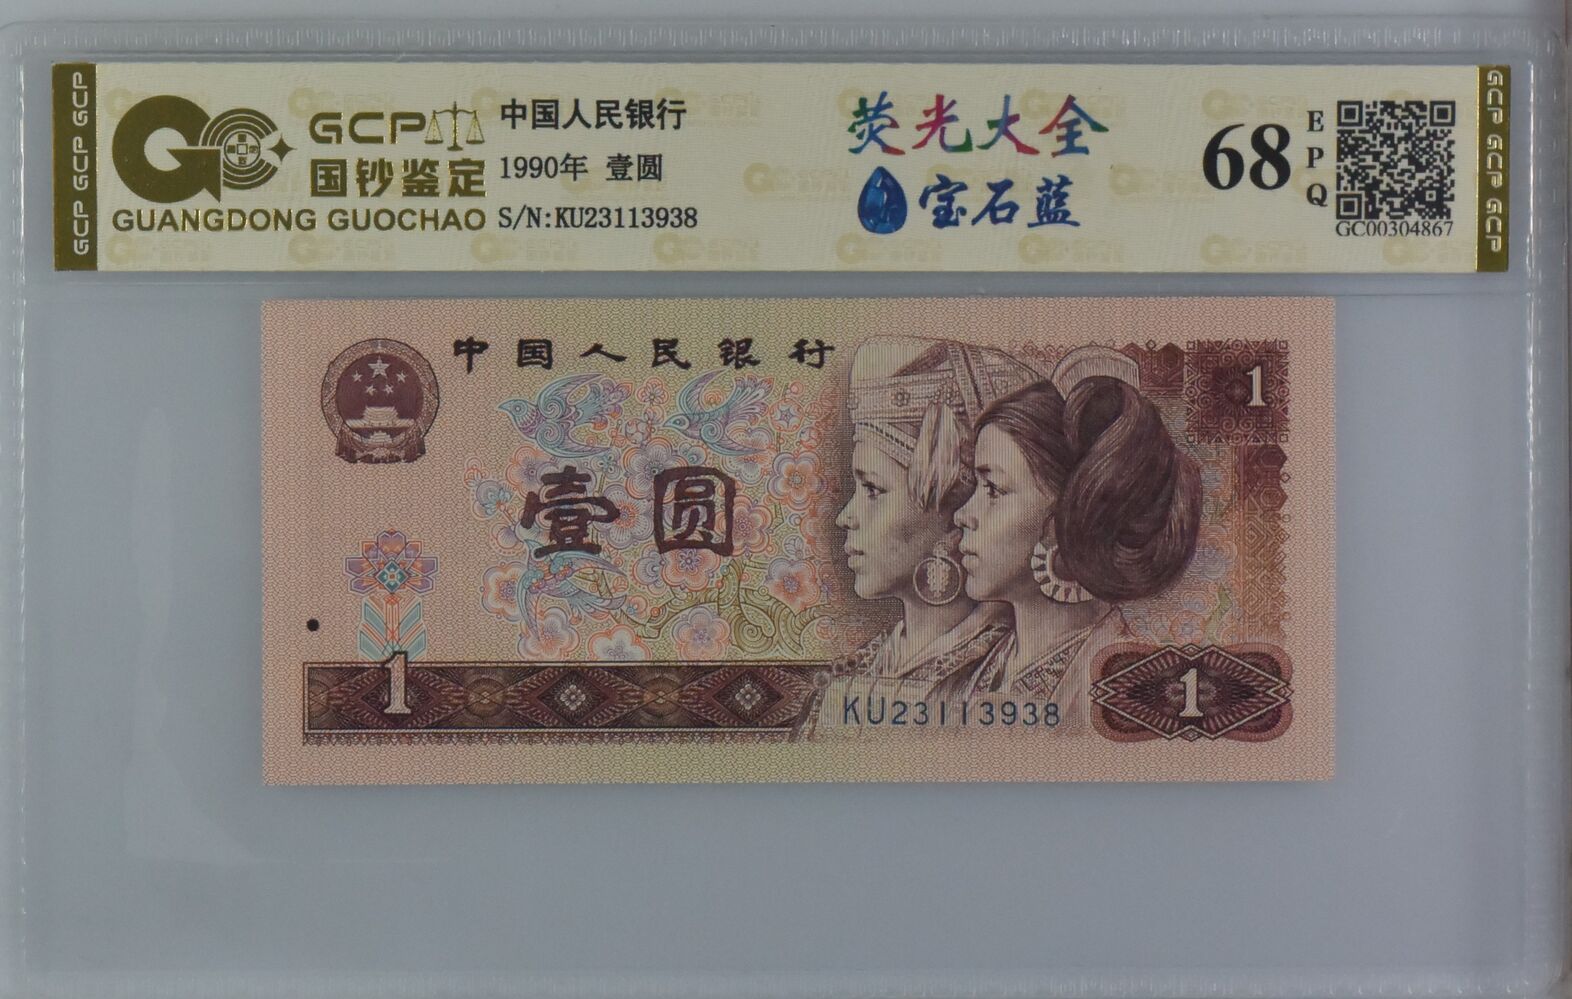 GCP GCP GCP
GCP
国钞鉴定
GUANGDONG GUOCHAO
中国人民银行
1990年 壹圆
S/N:KU23113938
荧光大全
宝石蓝
68
EPQ
GC00304867
GCP GCP GCP
中国人民银行
1
壹圆
1
KU23113938
1